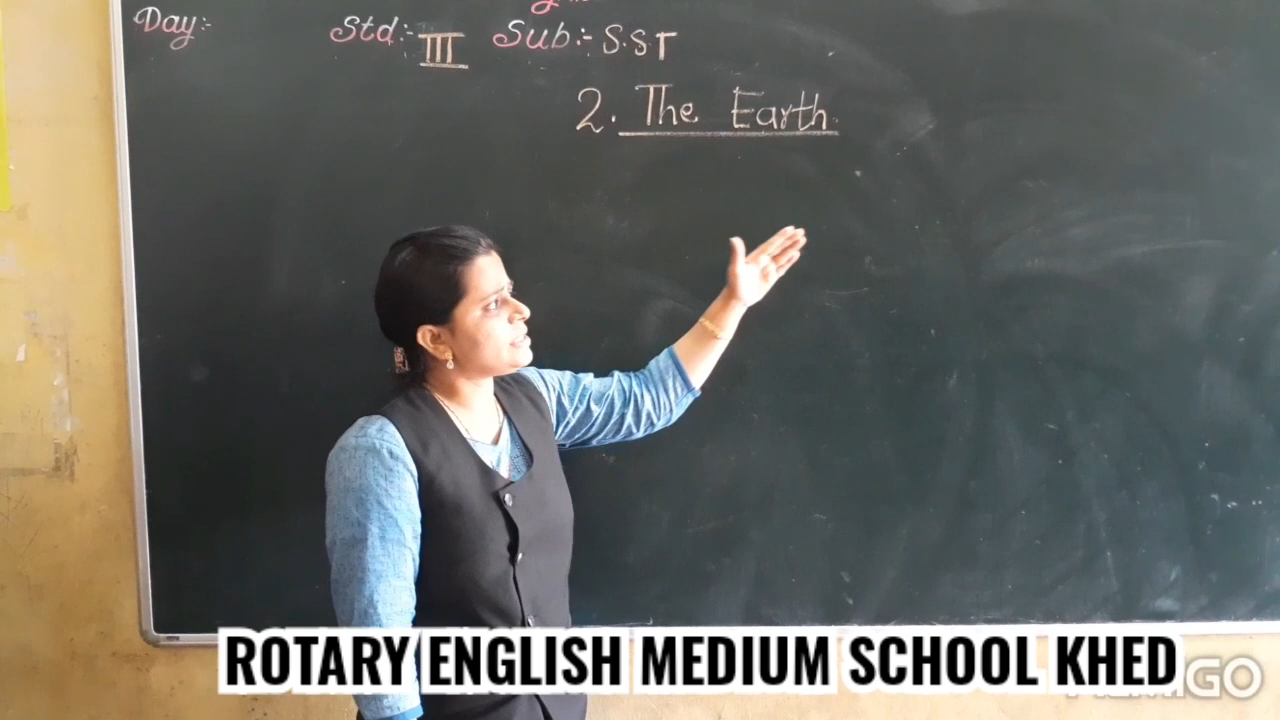 Day:- Std:- III Sub:- S.S.T
2. The Earth.
ROTARY ENGLISH MEDIUM SCHOOL KHED